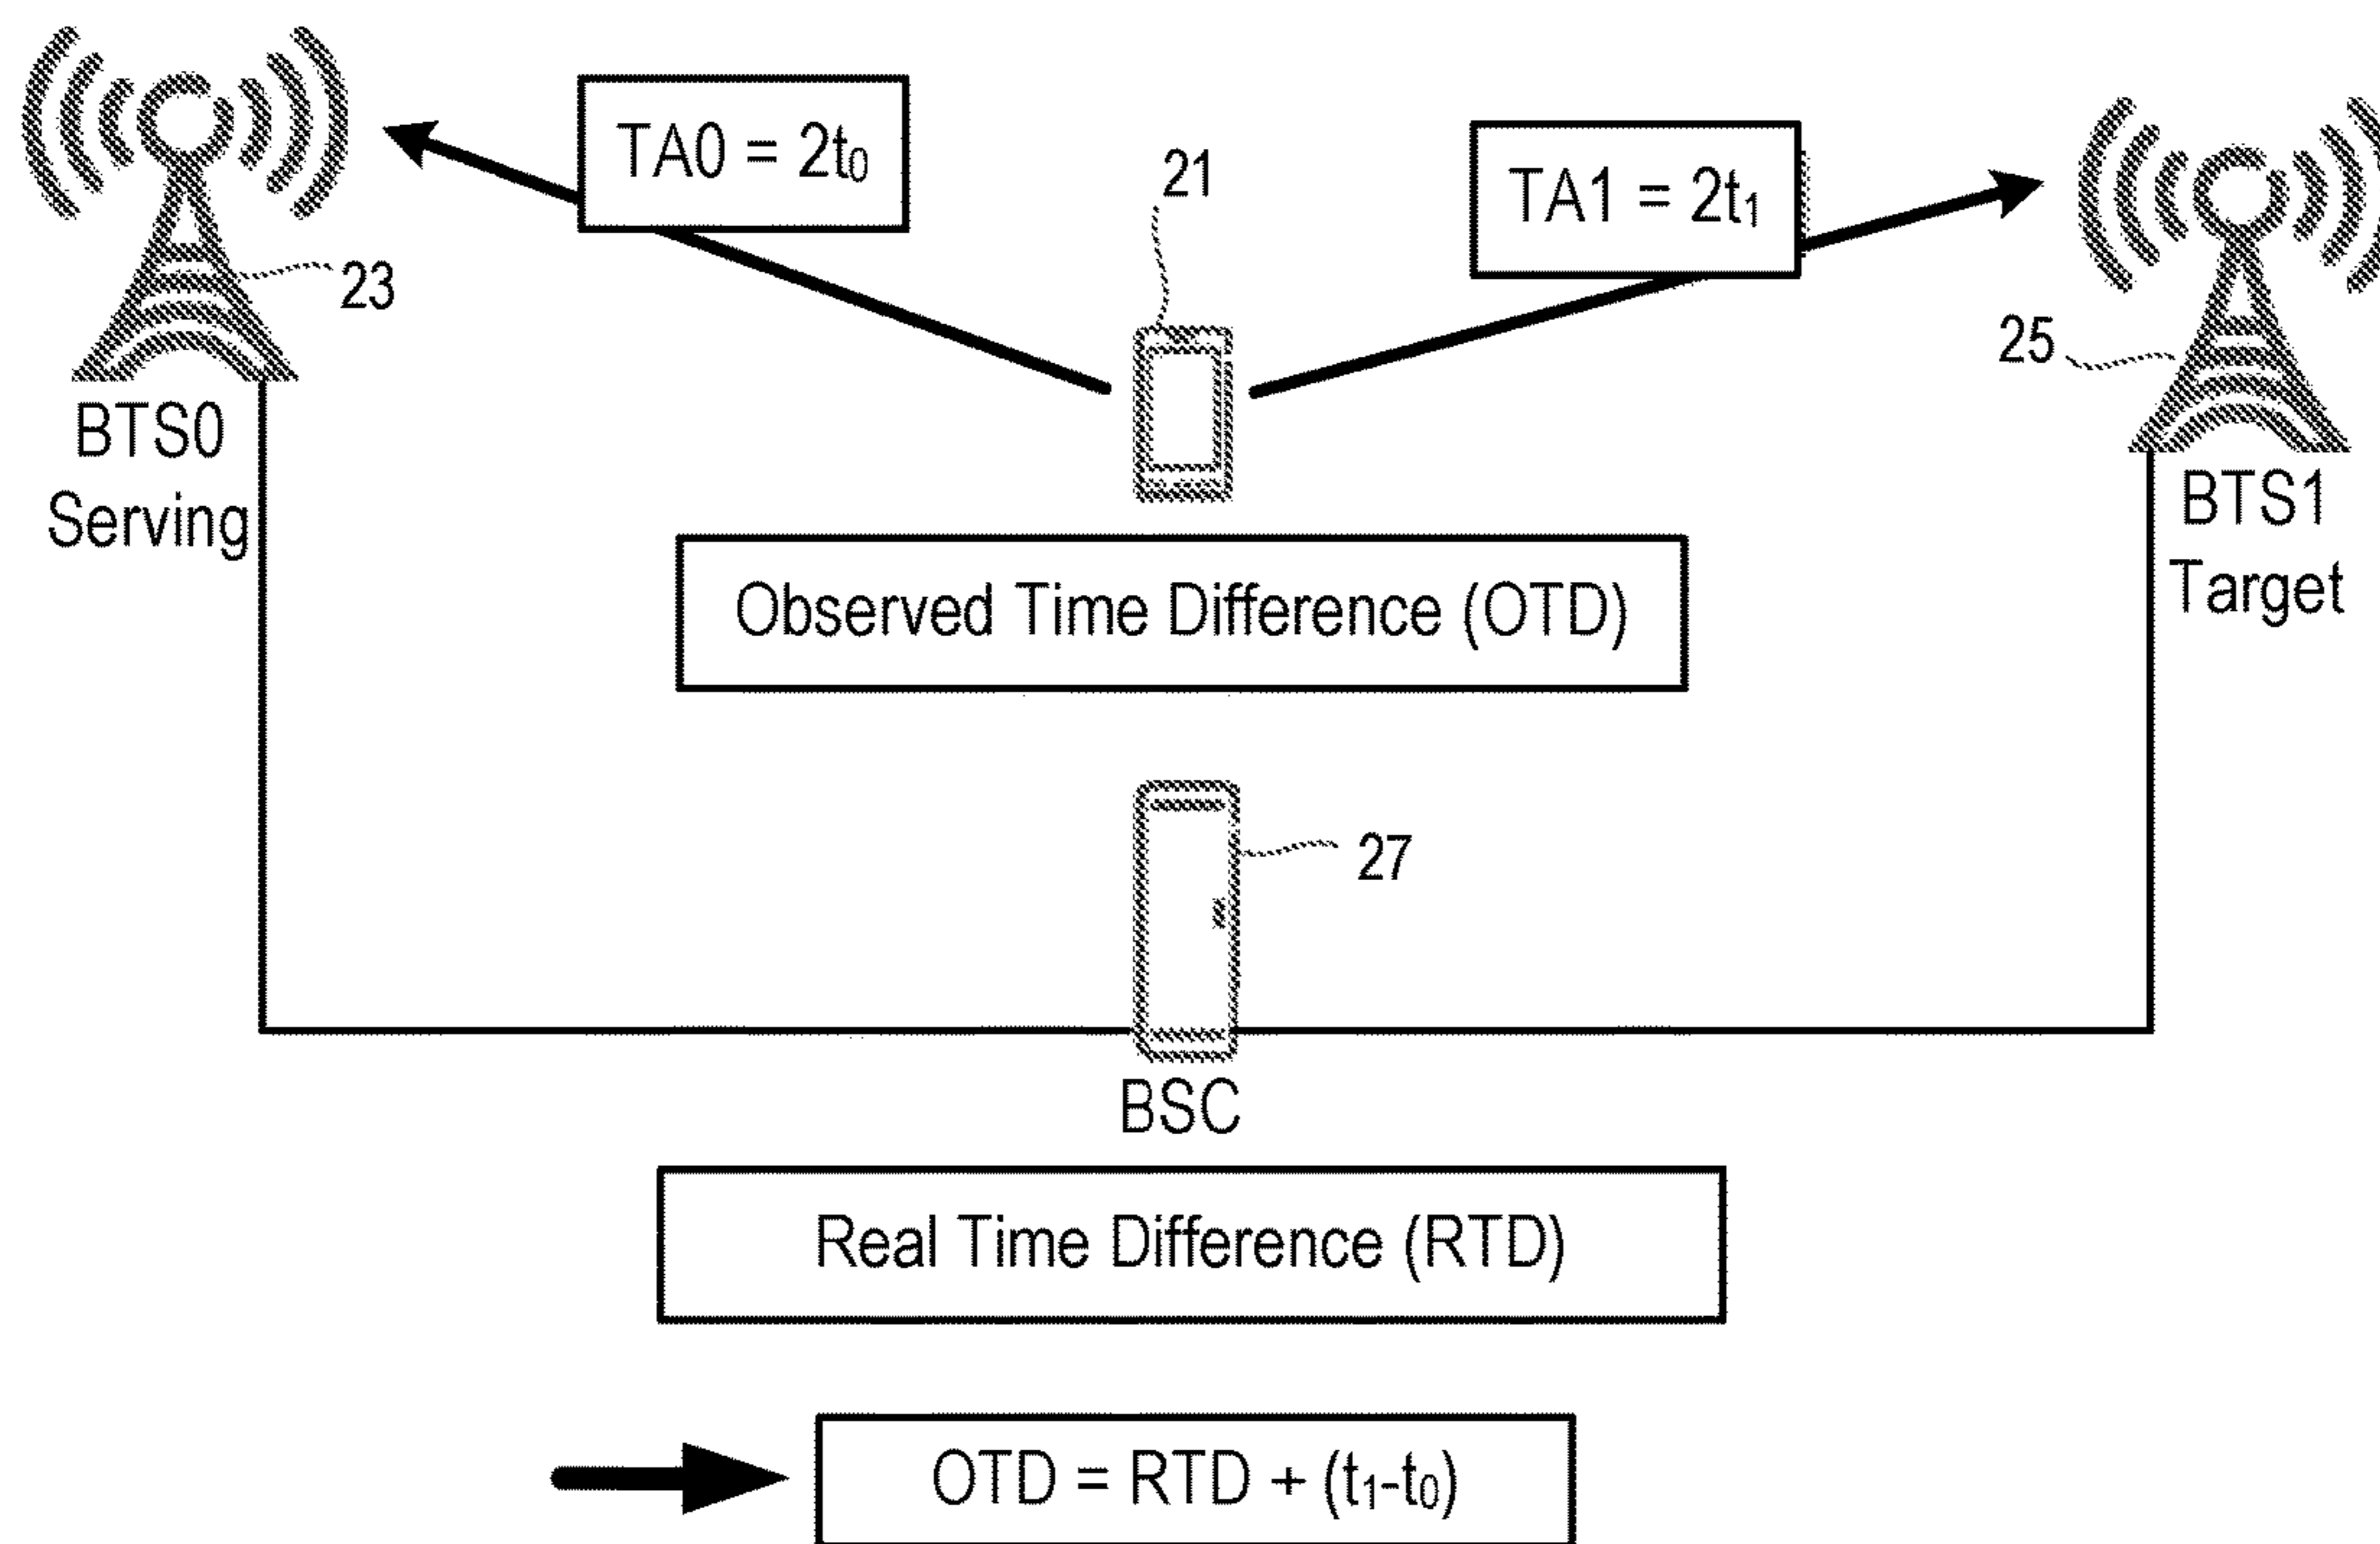 TA0 = 2t₀
21
TA1 = 2t₁
23
25
BTS0
Serving
BTS1
Target
Observed Time Difference (OTD)
27
BSC
Real Time Difference (RTD)
OTD = RTD + (t₁-t₀)